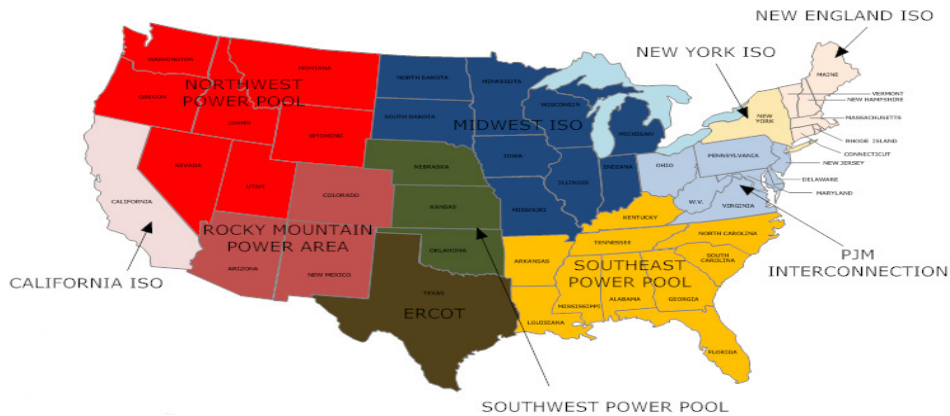 NEW ENGLAND ISO
NEW YORK ISO
WASHINGTON
MONTANA
NORTH DAKOTA
MINNESOTA
MAINE
NORTHWEST
POWER POOL
OREGON
IDAHO
WYOMING
SOUTH DAKOTA
WISCONSIN
MIDWEST ISO
MICHIGAN
NEW
YORK
VERMONT
NEW HAMPSHIRE
MASSACHUSETTS
RHODE ISLAND
CONNECTICUT
NEW JERSEY
DELAWARE
MARYLAND
IOWA
NEBRASKA
ILLINOIS
INDIANA
OHIO
PENNSYLVANIA
NEVADA
UTAH
COLORADO
CALIFORNIA
KANSAS
MISSOURI
W.V.
VIRGINIA
KENTUCKY
ROCKY MOUNTAIN
POWER AREA
ARIZONA
NEW MEXICO
OKLAHOMA
ARKANSAS
TENNESSEE
NORTH CAROLINA
SOUTH
CAROLINA
PJM
INTERCONNECTION
CALIFORNIA ISO
SOUTHEAST
POWER POOL
TEXAS
ERCOT
LOUISIANA
MISSISSIPPI
ALABAMA
GEORGIA
FLORIDA
SOUTHWEST POWER POOL